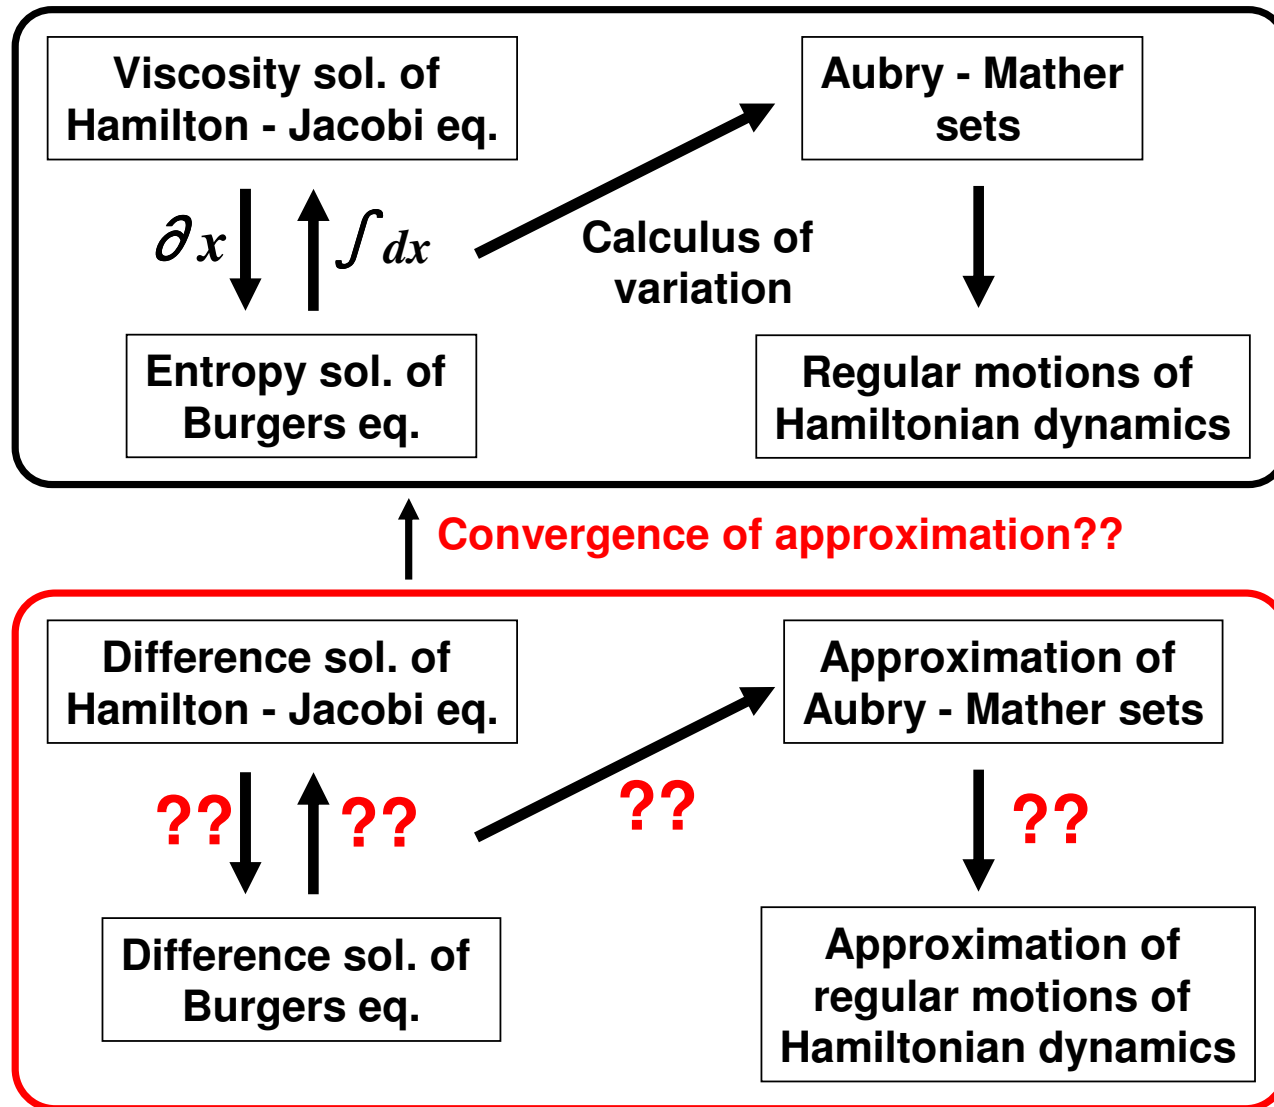 Viscosity sol. of
Hamilton - Jacobi eq.
Aubry - Mather
sets
∂x
∫dx
Calculus of
variation
Entropy sol. of
Burgers eq.
Regular motions of
Hamiltonian dynamics
Convergence of approximation??
Difference sol. of
Hamilton - Jacobi eq.
Approximation of
Aubry - Mather sets
??
??
??
??
Difference sol. of
Burgers eq.
Approximation of
regular motions of
Hamiltonian dynamics